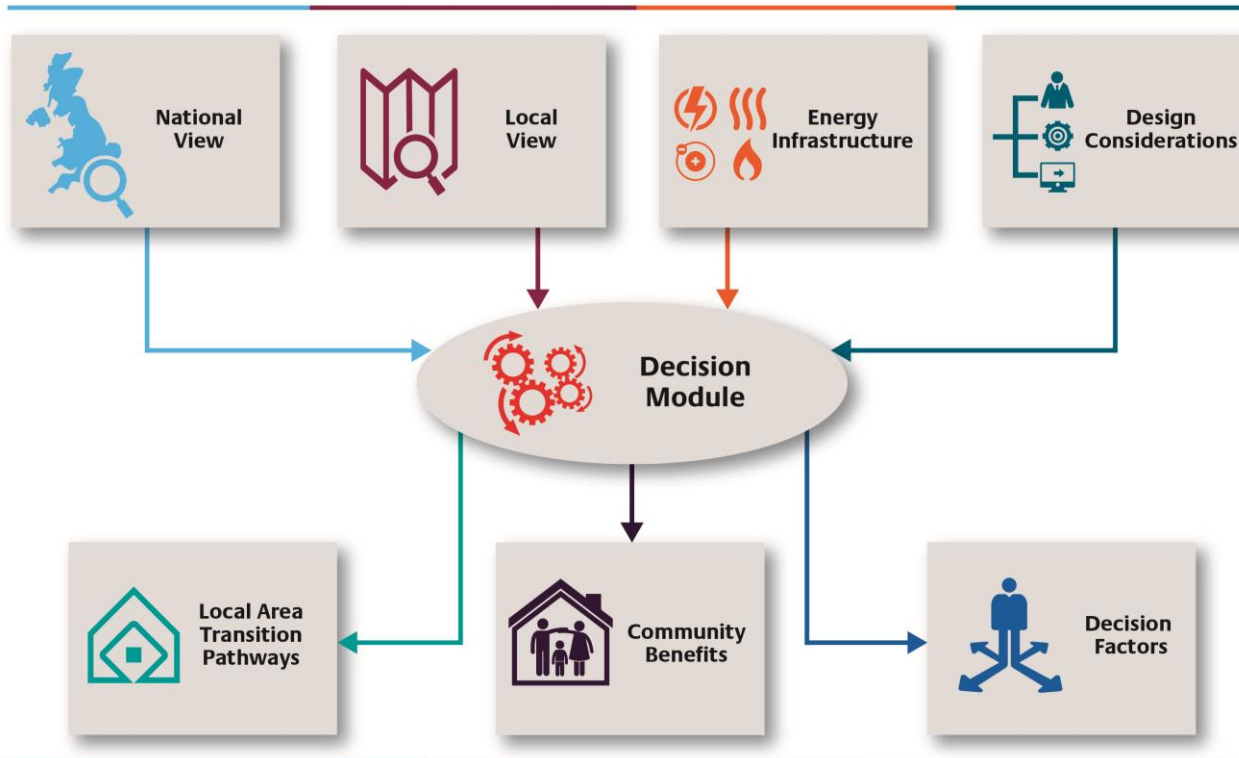 National
View
Local
View
Energy
Infrastructure
Design
Considerations
Decision
Module
Local Area
Transition
Pathways
Community
Benefits
Decision
Factors